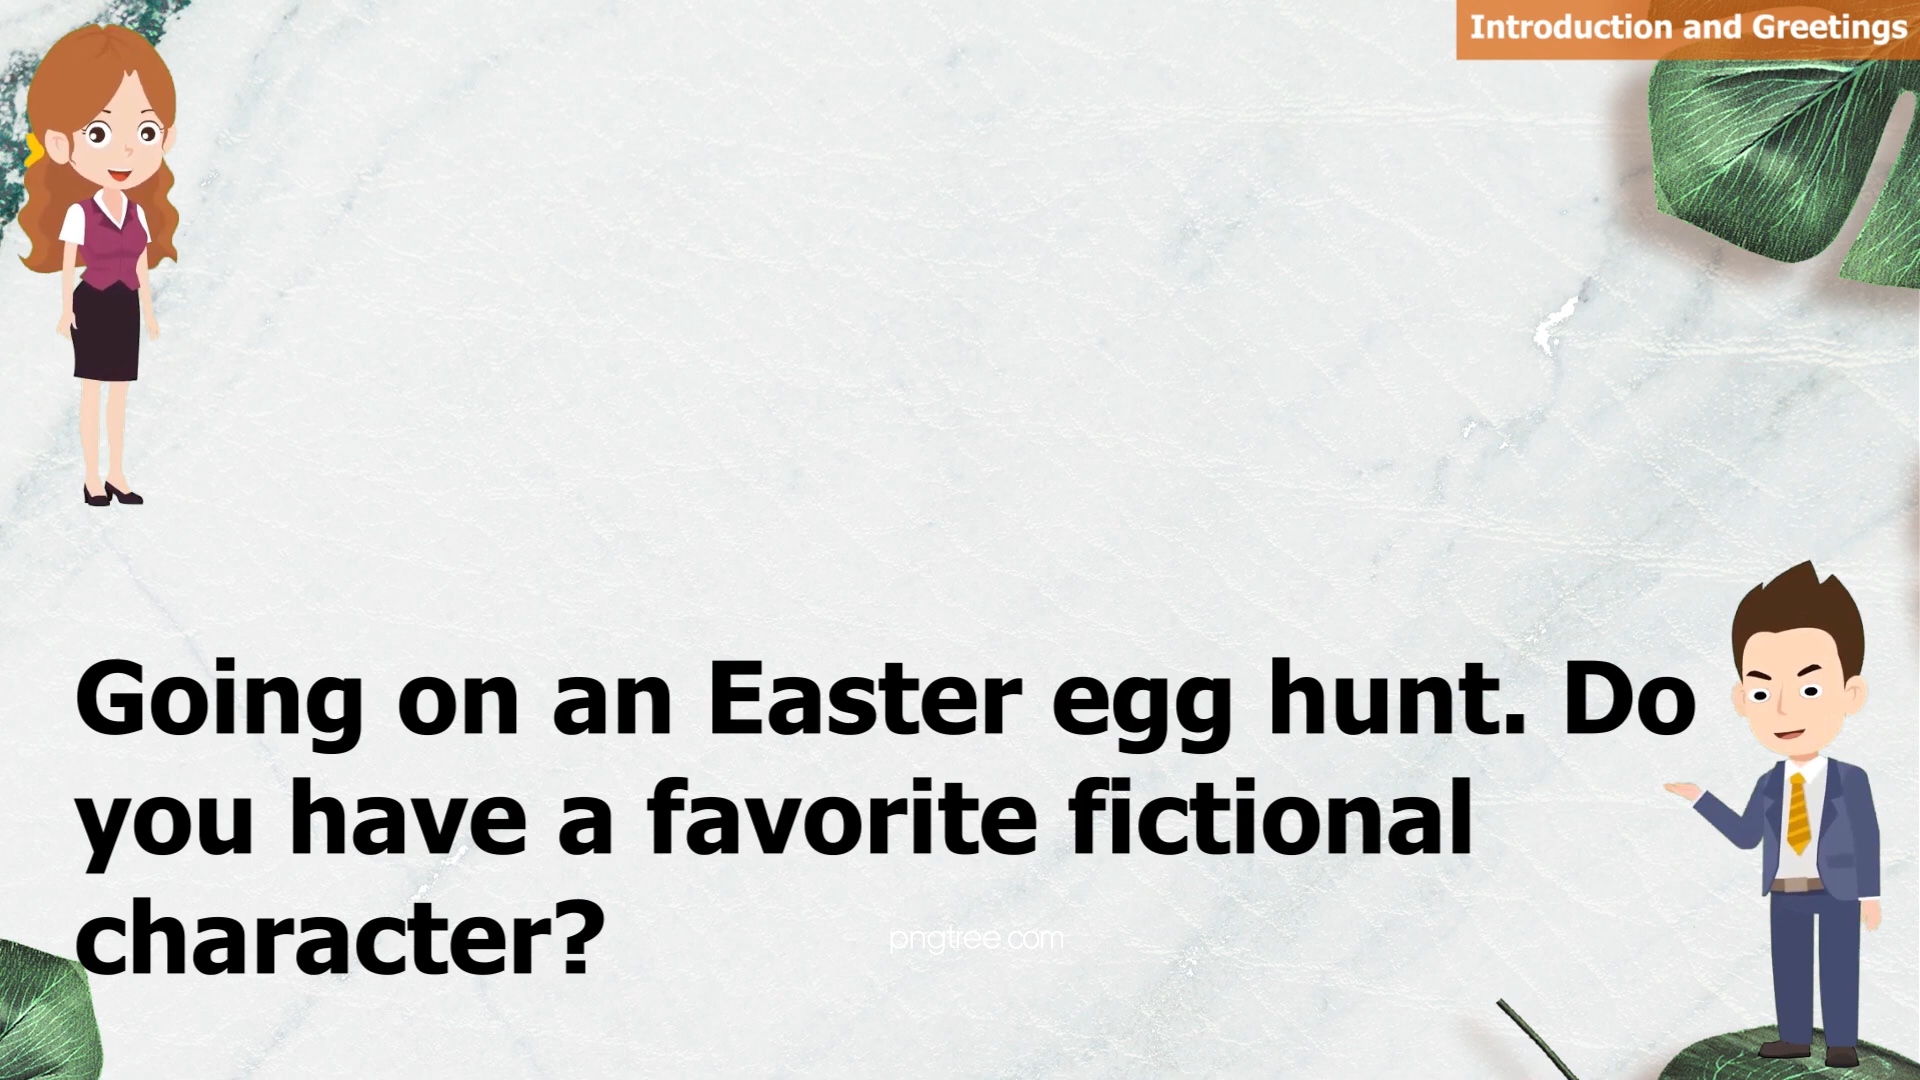 Introduction and Greetings
Going on an Easter egg hunt. Do
you have a favorite fictional
character?
pngtree.com